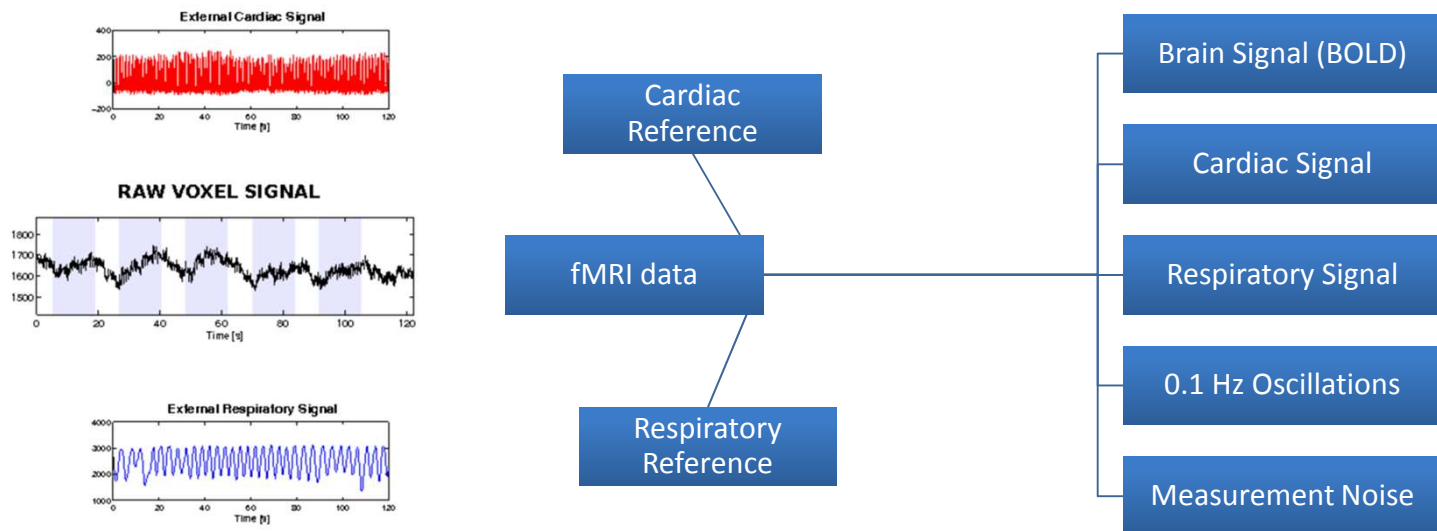 External Cardiac Signal
400
200
0
−200
0 20 40 60 80 100 120
Time [s]
RAW VOXEL SIGNAL
1800
1700
1600
1500
0 20 40 60 80 100 120
Time [s]
External Respiratory Signal
4000
3000
2000
1000
0 20 40 60 80 100 120
Time [s]
Cardiac
Reference
fMRI data
Respiratory
Reference
Brain Signal (BOLD)
Cardiac Signal
Respiratory Signal
0.1 Hz Oscillations
Measurement Noise